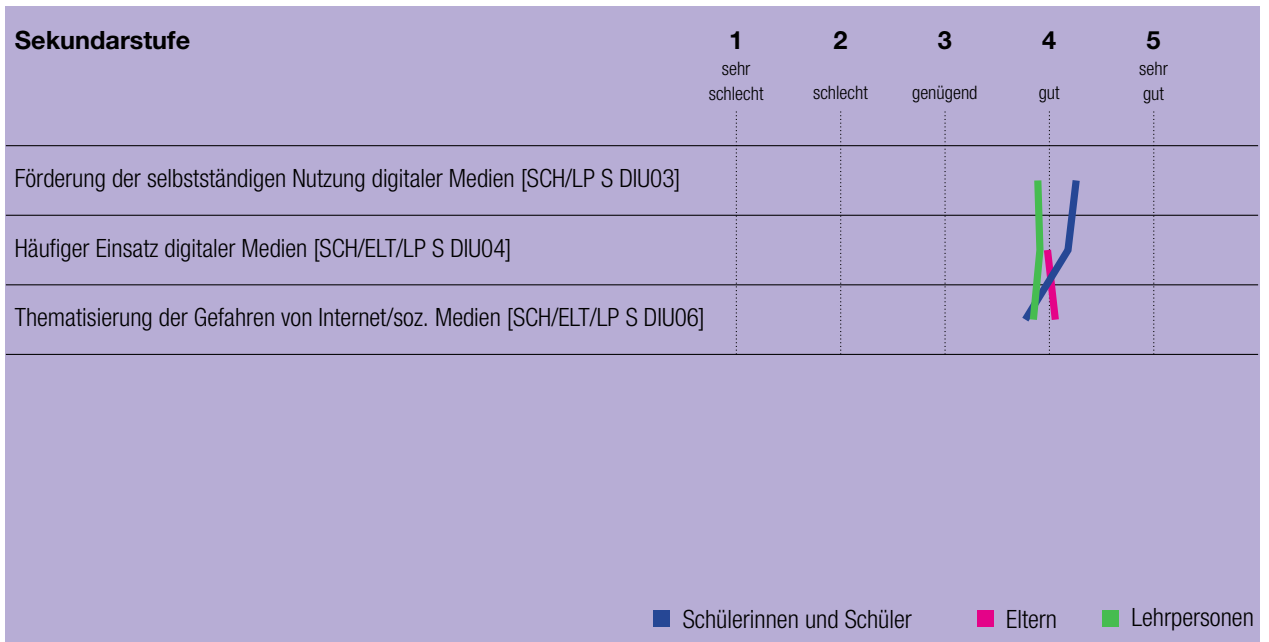 Sekundarstufe 1 2 3 4 5
sehr sehr
schlecht schlecht genügend gut gut
Förderung der selbstständigen Nutzung digitaler Medien [SCH/LP S DIU03]
Häufiger Einsatz digitaler Medien [SCH/ELT/LP S DIU04]
Thematisierung der Gefahren von Internet/soz. Medien [SCH/ELT/LP S DIU06]
Schülerinnen und Schüler Eltern Lehrpersonen